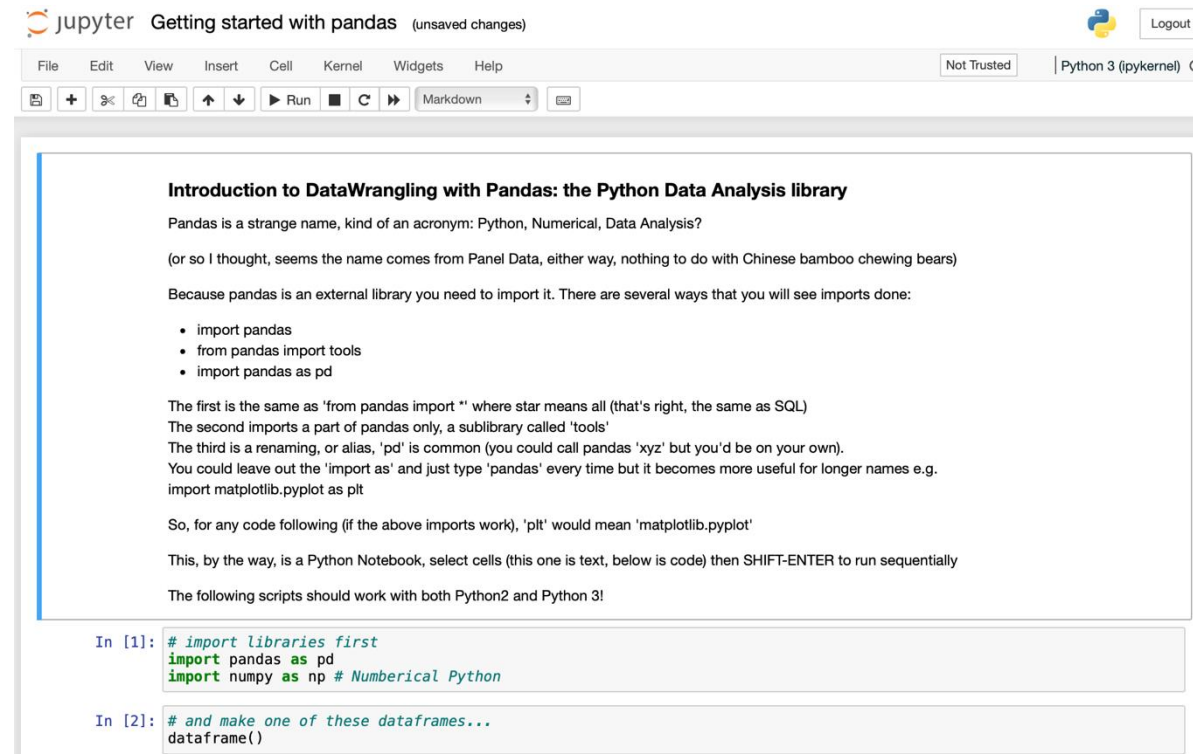 jupyter Getting started with pandas (unsaved changes)
Logout
File Edit View Insert Cell Kernel Widgets Help
Not Trusted
Python 3 (ipykernel)
Run
Markdown
Introduction to DataWrangling with Pandas: the Python Data Analysis library
Pandas is a strange name, kind of an acronym: Python, Numerical, Data Analysis?
(or so I thought, seems the name comes from Panel Data, either way, nothing to do with Chinese bamboo chewing bears)
Because pandas is an external library you need to import it. There are several ways that you will see imports done:
• import pandas
• from pandas import tools
• import pandas as pd
The first is the same as 'from pandas import *' where star means all (that's right, the same as SQL)
The second imports a part of pandas only, a sublibrary called 'tools'
The third is a renaming, or alias, 'pd' is common (you could call pandas 'xyz' but you'd be on your own).
You could leave out the 'import as' and just type 'pandas' every time but it becomes more useful for longer names e.g.
import matplotlib.pyplot as plt
So, for any code following (if the above imports work), 'plt' would mean 'matplotlib.pyplot'
This, by the way, is a Python Notebook, select cells (this one is text, below is code) then SHIFT-ENTER to run sequentially
The following scripts should work with both Python2 and Python 3!
In [1]: # import libraries first
import pandas as pd
import numpy as np # Numberical Python
In [2]: # and make one of these dataframes...
dataframe()